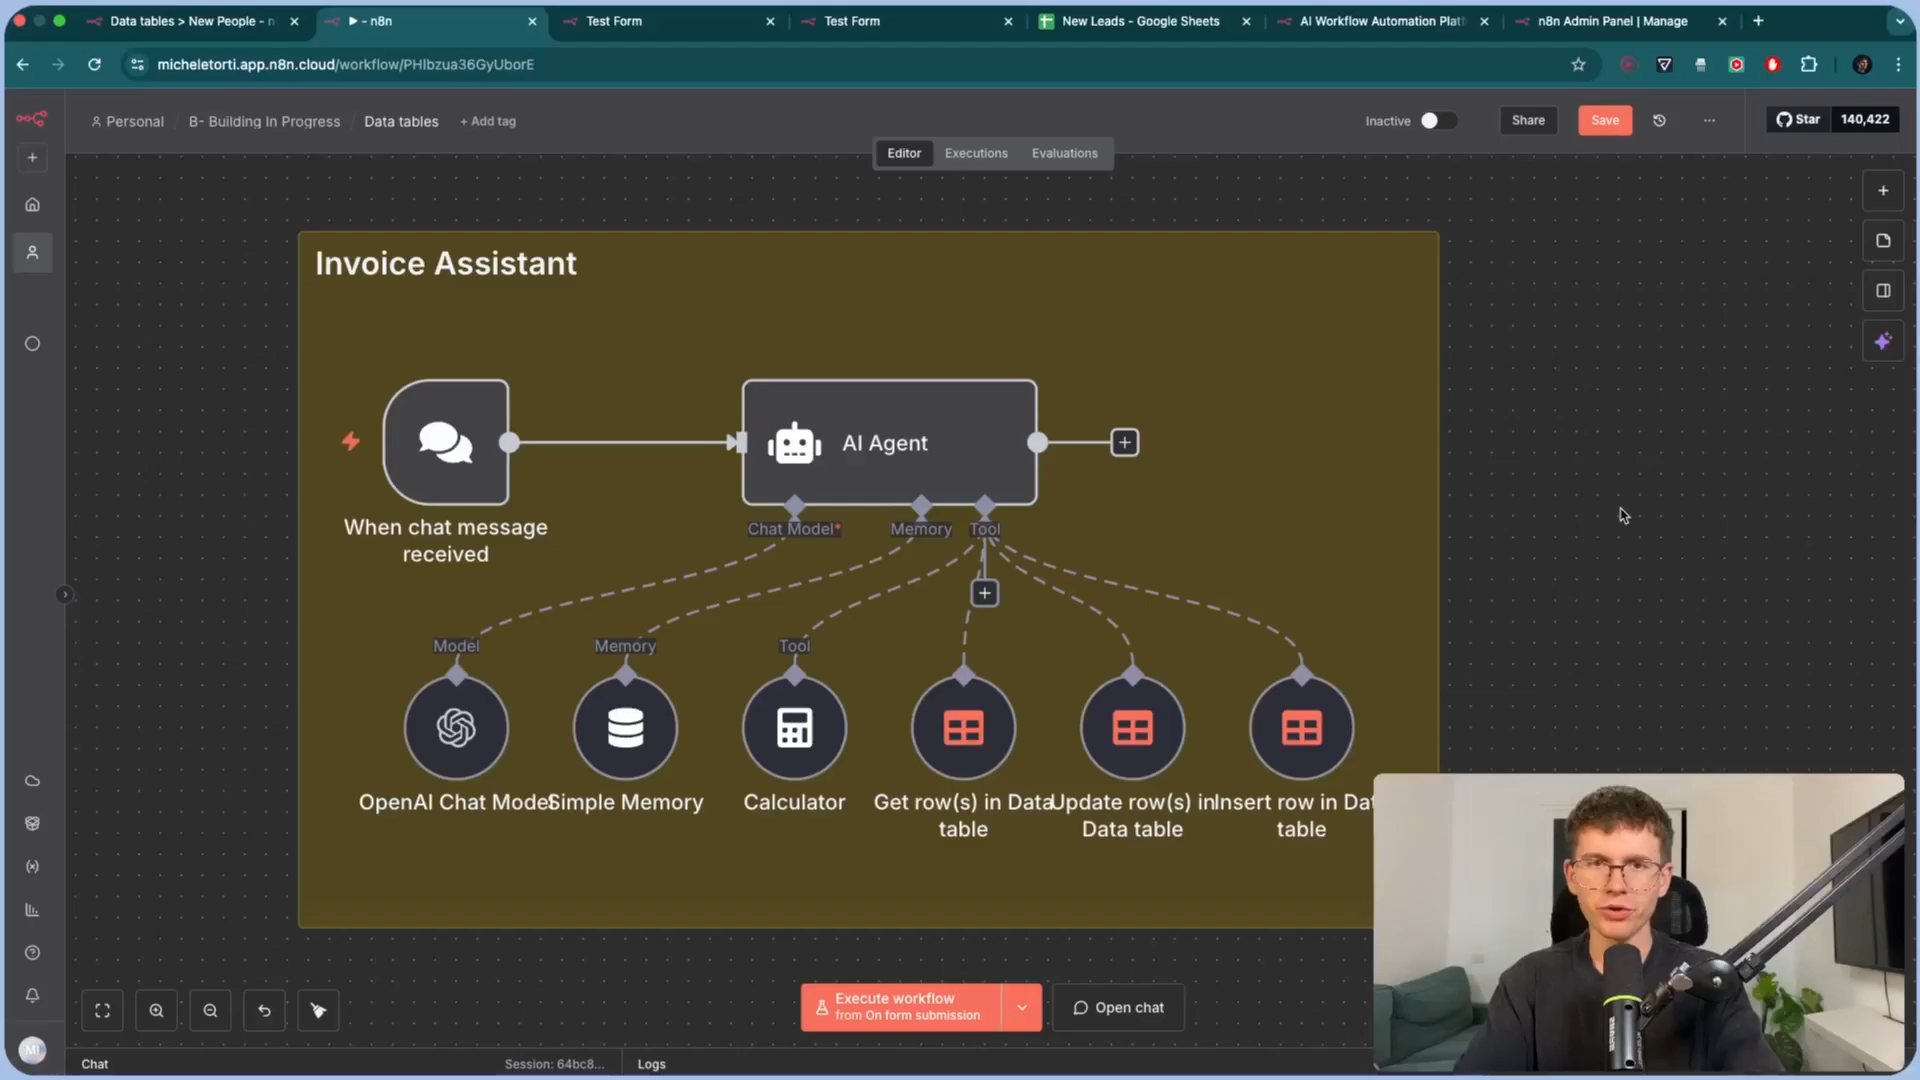 Data tables > New People - n
▶ - n8n
Test Form
Test Form
New Leads - Google Sheets
AI Workflow Automation Platf
n8n Admin Panel | Manage
micheletorti.app.n8n.cloud/workflow/PHIbzua36GyUborE
Personal / B- Building In Progress / Data tables + Add tag
Inactive
Share
Save
...
Star 140,422
Editor Executions Evaluations
Invoice Assistant
AI Agent
When chat message
received
Chat Model*
Memory
Tool
Model
Memory
Tool
OpenAI Chat Model
Simple Memory
Calculator
Get row(s) in Data
table
Update row(s) in
Data table
Insert row in Dat
table
Execute workflow
from On form submission
Open chat
MI
Chat
Session: 64bc8...
Logs